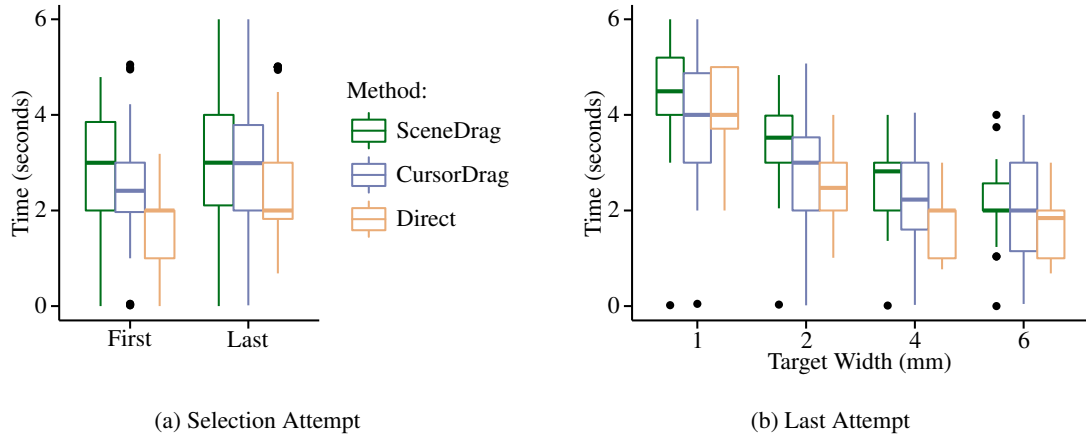 6
4
2
0
Time (seconds)
First
Last
Method:
SceneDrag
CursorDrag
Direct
(a) Selection Attempt
6
4
2
0
Time (seconds)
1
2
4
6
Target Width (mm)
(b) Last Attempt